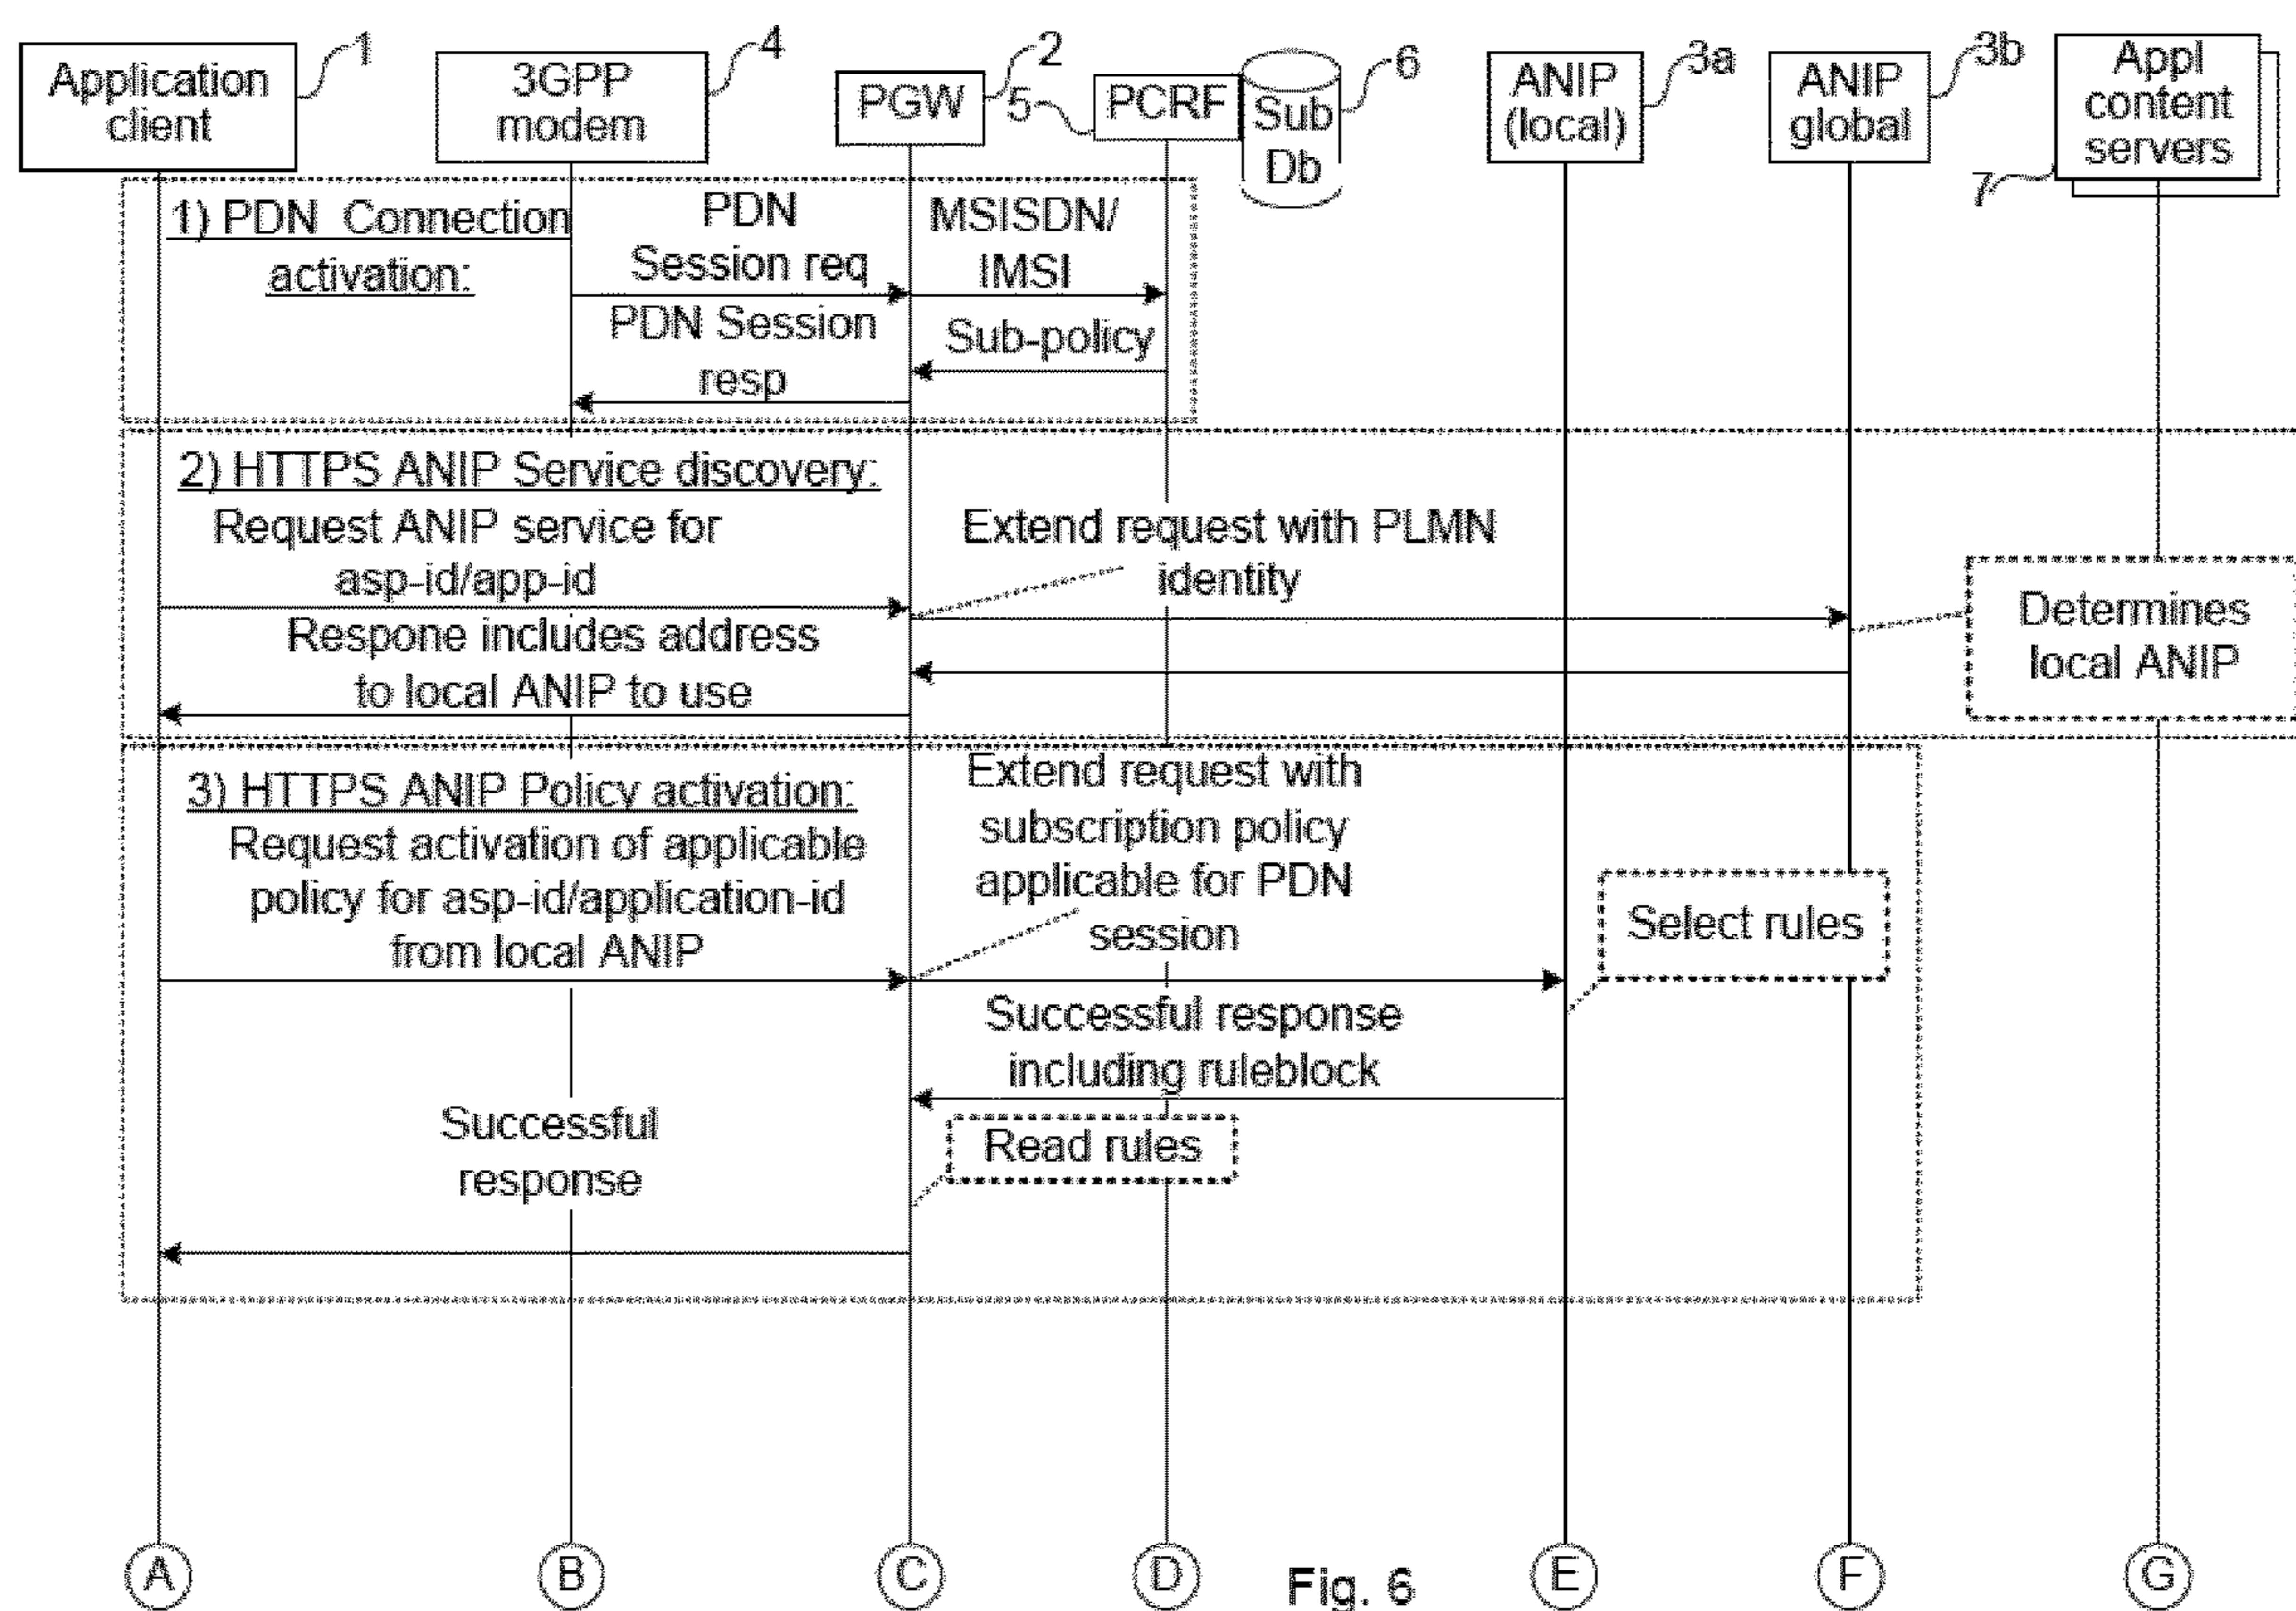 Application
client
1
3GPP
modem
4
PGW
2
5
PCRF
Sub
Db
6
ANIP
(local)
3a
ANIP
global
3b
Appl
content
servers
7
1) PDN Connection
activation:
PDN
Session req
MSISDN/
IMSI
PDN Session
resp
Sub-policy
2) HTTPS ANIP Service discovery:
Request ANIP service for
asp-id/app-id
Extend request with PLMN
identity
Determines
local ANIP
Respone includes address
to local ANIP to use
3) HTTPS ANIP Policy activation:
Request activation of applicable
policy for asp-id/application-id
from local ANIP
Extend request with
subscription policy
applicable for PDN
session
Select rules
Successful response
including ruleblock
Read rules
Successful
response
A
B
C
D
E
F
G
Fig. 6